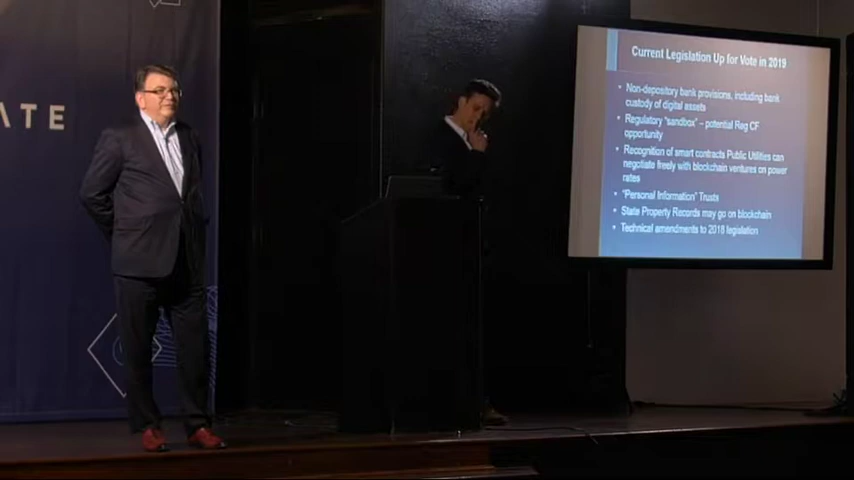 ATE
Current Legislation Up for Vote in 2019
• Non-depository bank provisions, including bank
custody of digital assets
• Regulatory "sandbox" – potential Reg CF
opportunity
• Recognition of smart contracts Public Utilities can
negotiate freely with blockchain ventures on power
rates
• "Personal Information" Trusts
• State Property Records may go on blockchain
• Technical amendments to 2018 legislation